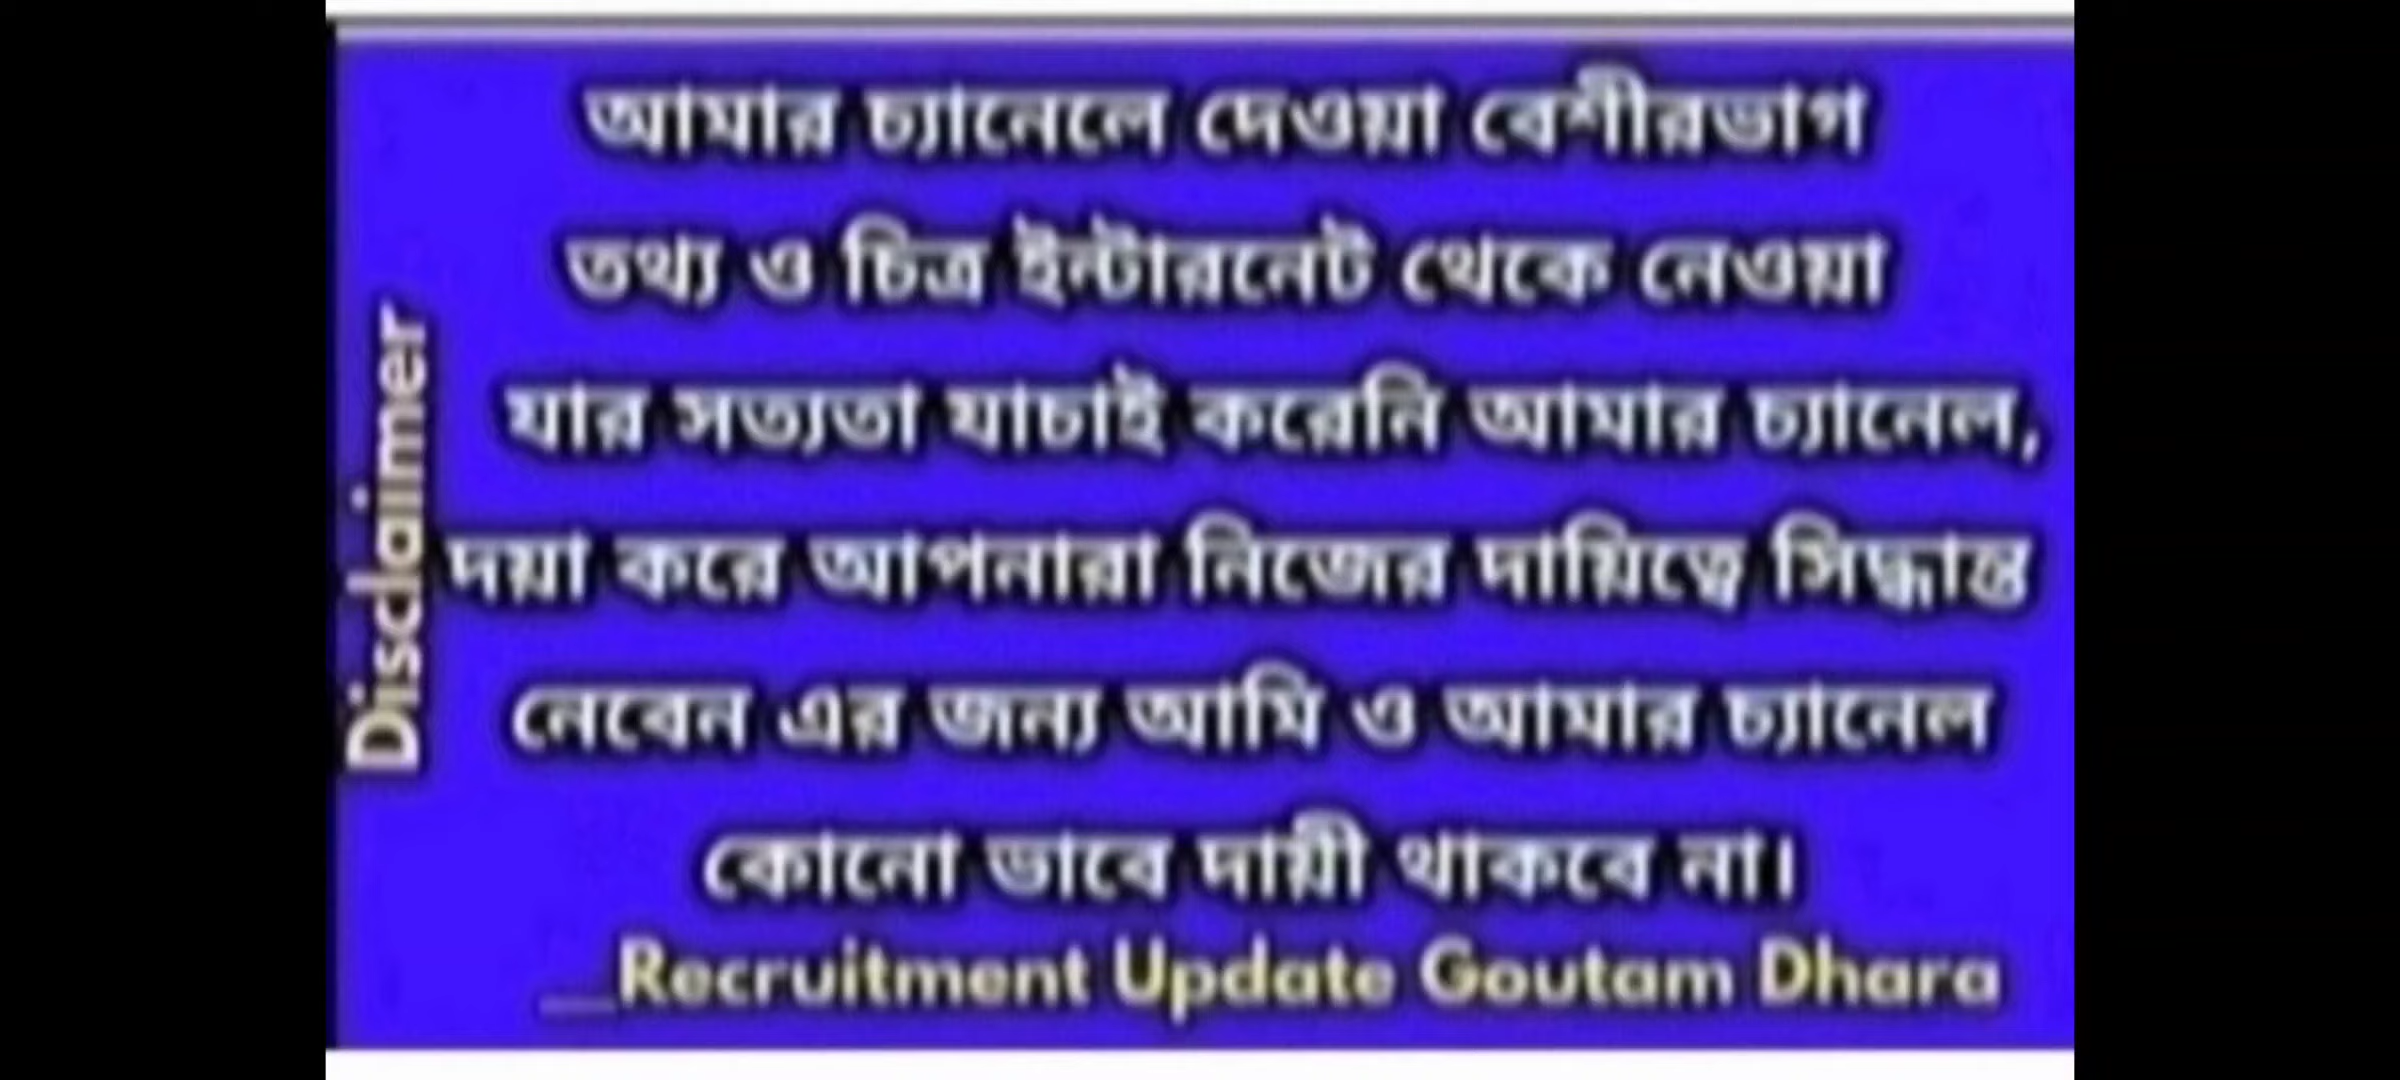 Disclaimer
আমার চ্যানেলে দেওয়া বেশীরভাগ
তথ্য ও চিত্র ইন্টারনেট থেকে নেওয়া
যার সত্যতা যাচাই করেনি আমার চ্যানেল,
দয়া করে আপনারা নিজের দায়িত্বে সিদ্ধান্ত
নেবেন এর জন্য আমি ও আমার চ্যানেল
কোনো ভাবে দায়ী থাকবে না।
__Recruitment Update Goutam Dhara